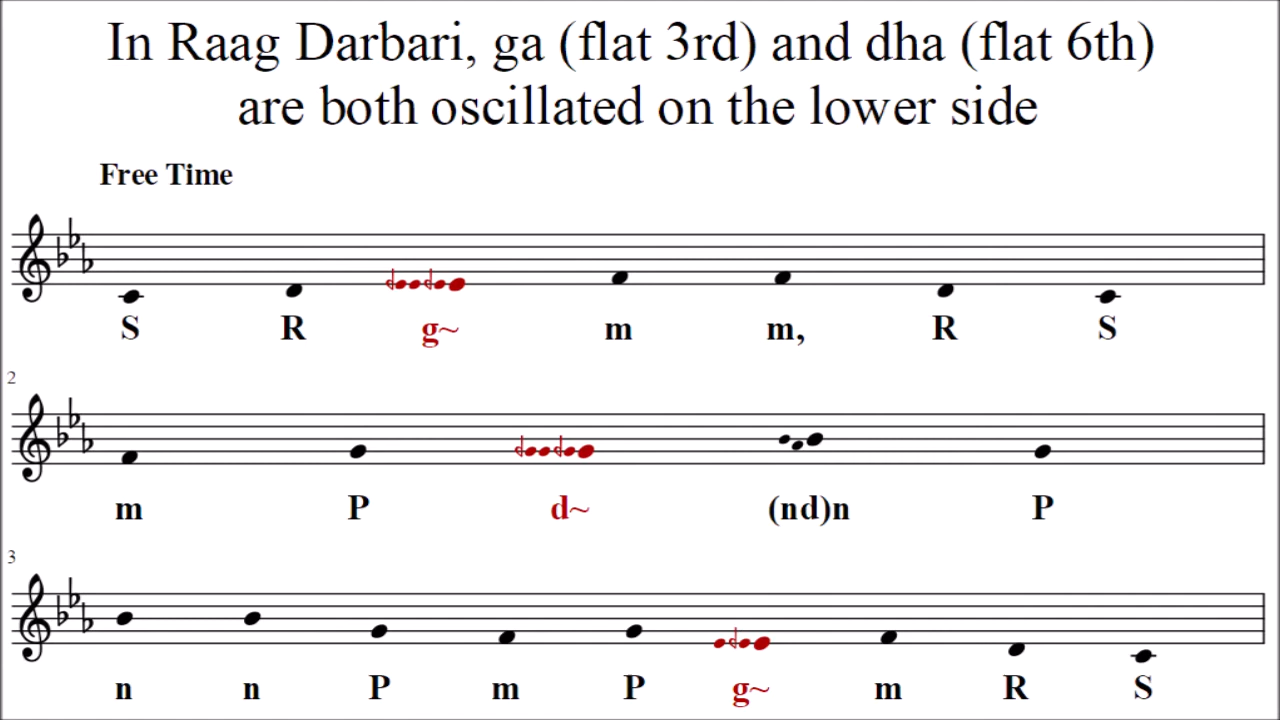 In Raag Darbari, ga (flat 3rd) and dha (flat 6th)
are both oscillated on the lower side
Free Time
S R g~ m m, R S
2
m P d~ (nd)n P
3
n n P m P g~ m R S